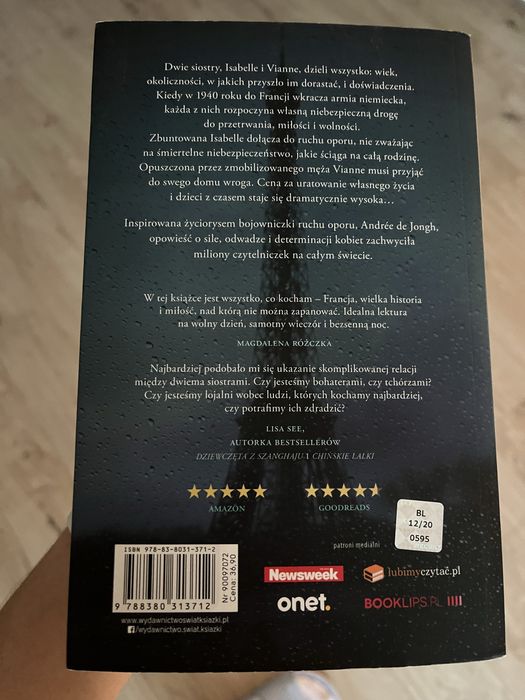 Dwie siostry, Isabelle i Vianne, dzieli wszystko: wiek,
okoliczności, w jakich przyszło im dorastać, i doświadczenia.
Kiedy w 1940 roku do Francji wkracza armia niemiecka,
każda z nich rozpoczyna własną niebezpieczną drogę
do przetrwania, miłości i wolności.
Zbuntowana Isabelle dołącza do ruchu oporu, nie zważając
na śmiertelne niebezpieczeństwo, jakie ściąga na całą rodzinę.
Opuszczona przez zmobilizowanego męża Vianne musi przyjąć
do swego domu wroga. Cena za uratowanie własnego życia
i dzieci z czasem staje się dramatycznie wysoka...
Inspirowana życiorysem bojowniczki ruchu oporu, Andrée de Jongh,
opowieść o sile, odwadze i determinacji kobiet zachwyciła
miliony czytelniczek na całym świecie.
W tej książce jest wszystko, co kocham – Francja, wielka historia
i miłość, nad którą nie można zapanować. Idealna lektura
na wolny dzień, samotny wieczór i bezsenną noc.
MAGDALENA RÓŻCZKA
Najbardziej podobało mi się ukazanie skomplikowanej relacji
między dwiema siostrami. Czy jesteśmy bohaterami, czy tchórzami?
Czy jesteśmy lojalni wobec ludzi, których kochamy najbardziej,
czy potrafimy ich zdradzić?
LISA SEE,
AUTORKA BESTSELLERÓW
DZIEWCZĘTA Z SZANGHAJU I CHIŃSKIE LALKI
AMAZON
GOODREADS
BL
12/20
0595
patroni medialni
ISBN 978-83-8031-371-2
9 788380 313712
Nr 90097072
Cena: 36,90
Newsweek
lubimyczytać.pl
onet.
BOOKLIPS.PL
www.wydawnictwoswiatksiazki.pl
/wydawnictwo.swiat.ksiazki